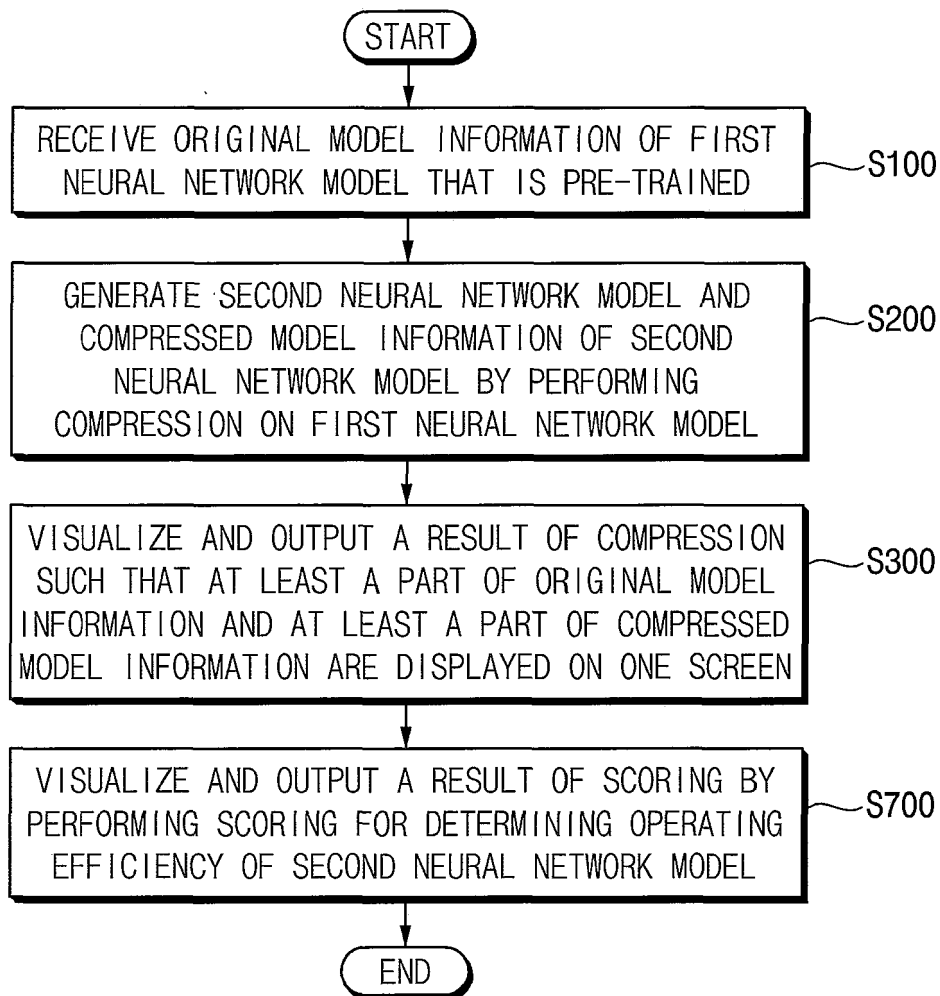 START
RECEIVE ORIGINAL MODEL INFORMATION OF FIRST
NEURAL NETWORK MODEL THAT IS PRE-TRAINED
S100
GENERATE SECOND NEURAL NETWORK MODEL AND
COMPRESSED MODEL INFORMATION OF SECOND
NEURAL NETWORK MODEL BY PERFORMING
COMPRESSION ON FIRST NEURAL NETWORK MODEL
S200
VISUALIZE AND OUTPUT A RESULT OF COMPRESSION
SUCH THAT AT LEAST A PART OF ORIGINAL MODEL
INFORMATION AND AT LEAST A PART OF COMPRESSED
MODEL INFORMATION ARE DISPLAYED ON ONE SCREEN
S300
VISUALIZE AND OUTPUT A RESULT OF SCORING BY
PERFORMING SCORING FOR DETERMINING OPERATING
EFFICIENCY OF SECOND NEURAL NETWORK MODEL
S700
END